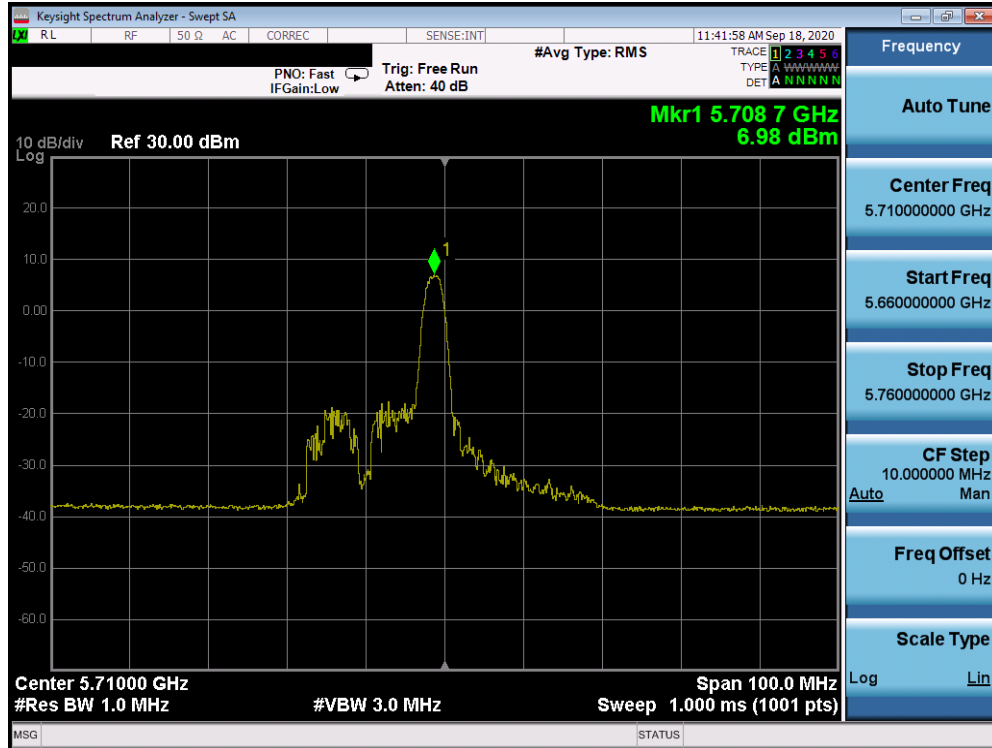 Keysight Spectrum Analyzer - Swept SA
LXI RL RF 50 Ω AC CORREC SENSE:INT 11:41:58 AM Sep 18, 2020
#Avg Type: RMS
TRACE 1 2 3 4 5 6
TYPE A WWWWW
DET A N N N N N
PNO: Fast
IFGain:Low
Trig: Free Run
Atten: 40 dB
Mkr1 5.708 7 GHz
6.98 dBm
10 dB/div Ref 30.00 dBm
Log
1
20.0
10.0
0.00
-10.0
-20.0
-30.0
-40.0
-50.0
-60.0
Center 5.71000 GHz Span 100.0 MHz
#Res BW 1.0 MHz #VBW 3.0 MHz Sweep 1.000 ms (1001 pts)
MSG STATUS
Frequency
Auto Tune
Center Freq
5.710000000 GHz
Start Freq
5.660000000 GHz
Stop Freq
5.760000000 GHz
CF Step
10.000000 MHz
Auto Man
Freq Offset
0 Hz
Scale Type
Log Lin